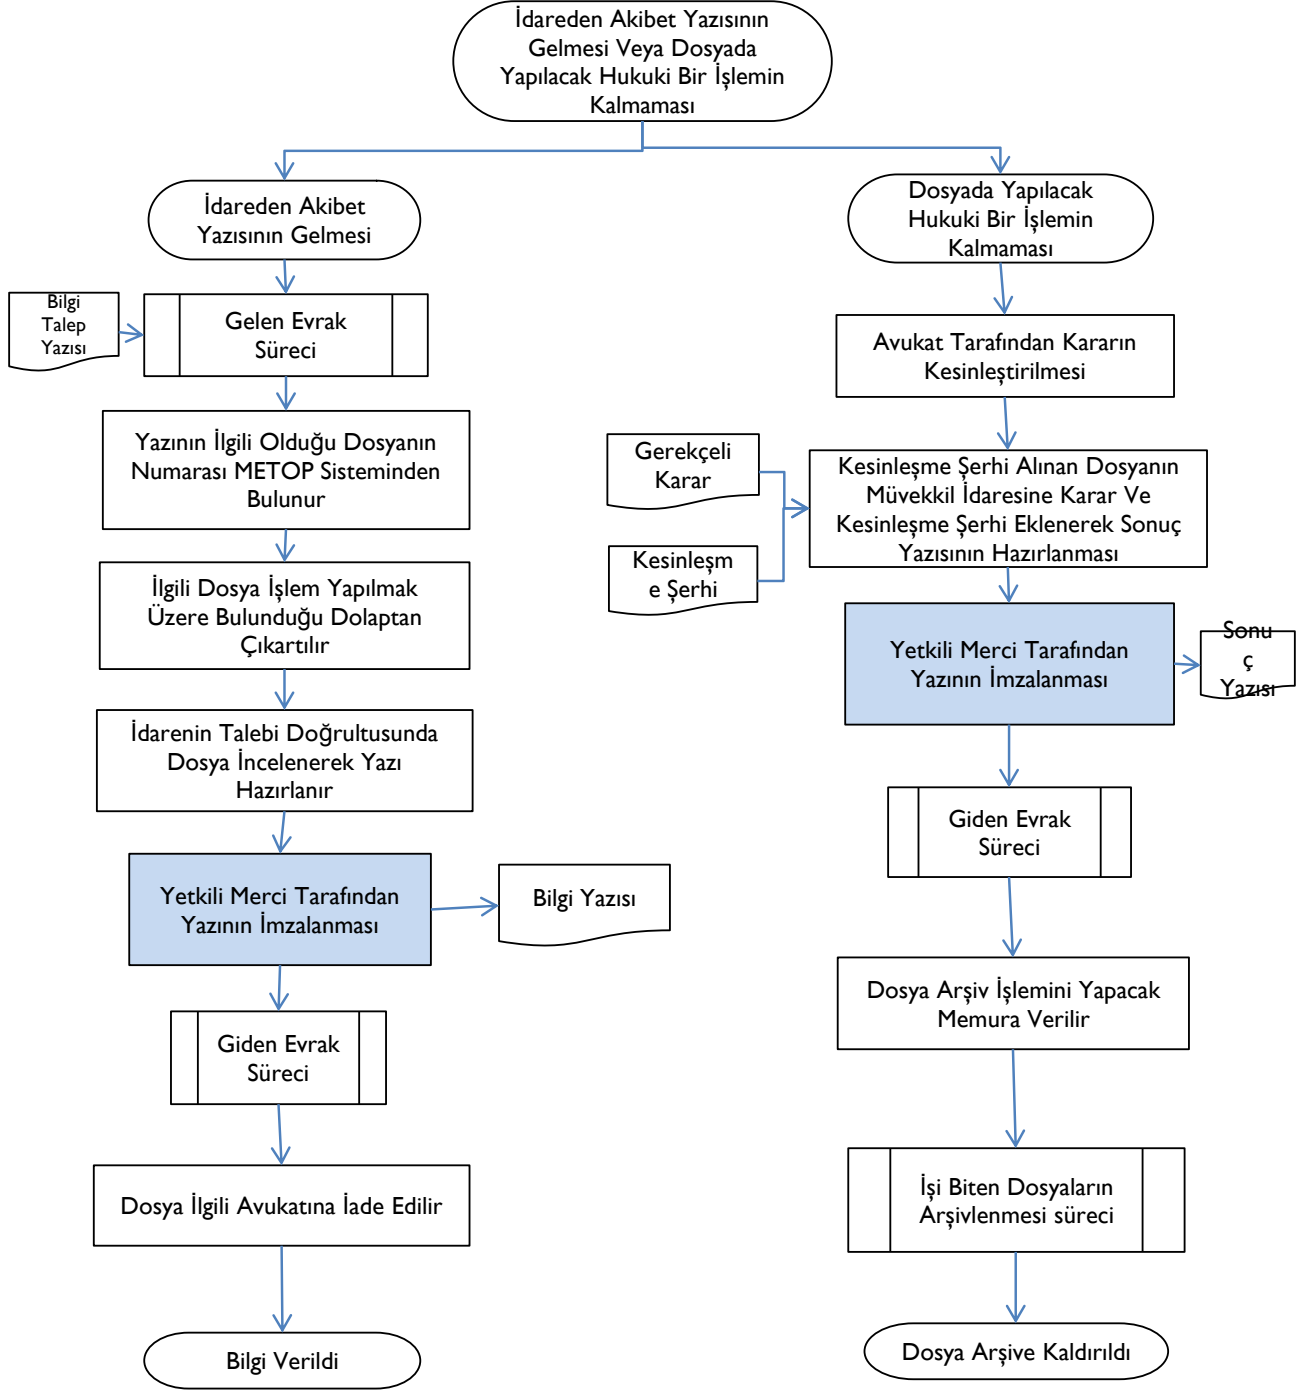 İdareden Akibet Yazısının
Gelmesi Veya Dosyada
Yapılacak Hukuki Bir İşlemin
Kalmaması
İdareden Akibet
Yazısının Gelmesi
Bilgi
Talep
Yazısı
Gelen Evrak
Süreci
Yazının İlgili Olduğu Dosyanın
Numarası METOP Sisteminden
Bulunur
İlgili Dosya İşlem Yapılmak
Üzere Bulunduğu Dolaptan
Çıkartılır
İdarenin Talebi Doğrultusunda
Dosya İncelenerek Yazı
Hazırlanır
Yetkili Merci Tarafından
Yazının İmzalanması
Bilgi Yazısı
Giden Evrak
Süreci
Dosya İlgili Avukatına İade Edilir
Bilgi Verildi
Dosyada Yapılacak
Hukuki Bir İşlemin
Kalmaması
Avukat Tarafından Kararın
Kesinleştirilmesi
Gerekçeli
Karar
Kesinleşm
e Şerhi
Kesinleşme Şerhi Alınan Dosyanın
Müvekkil İdaresine Karar Ve
Kesinleşme Şerhi Eklenerek Sonuç
Yazısının Hazırlanması
Yetkili Merci Tarafından
Yazının İmzalanması
Sonu
ç
Yazısı
Giden Evrak
Süreci
Dosya Arşiv İşlemini Yapacak
Memura Verilir
İşi Biten Dosyaların
Arşivlenmesi süreci
Dosya Arşive Kaldırıldı